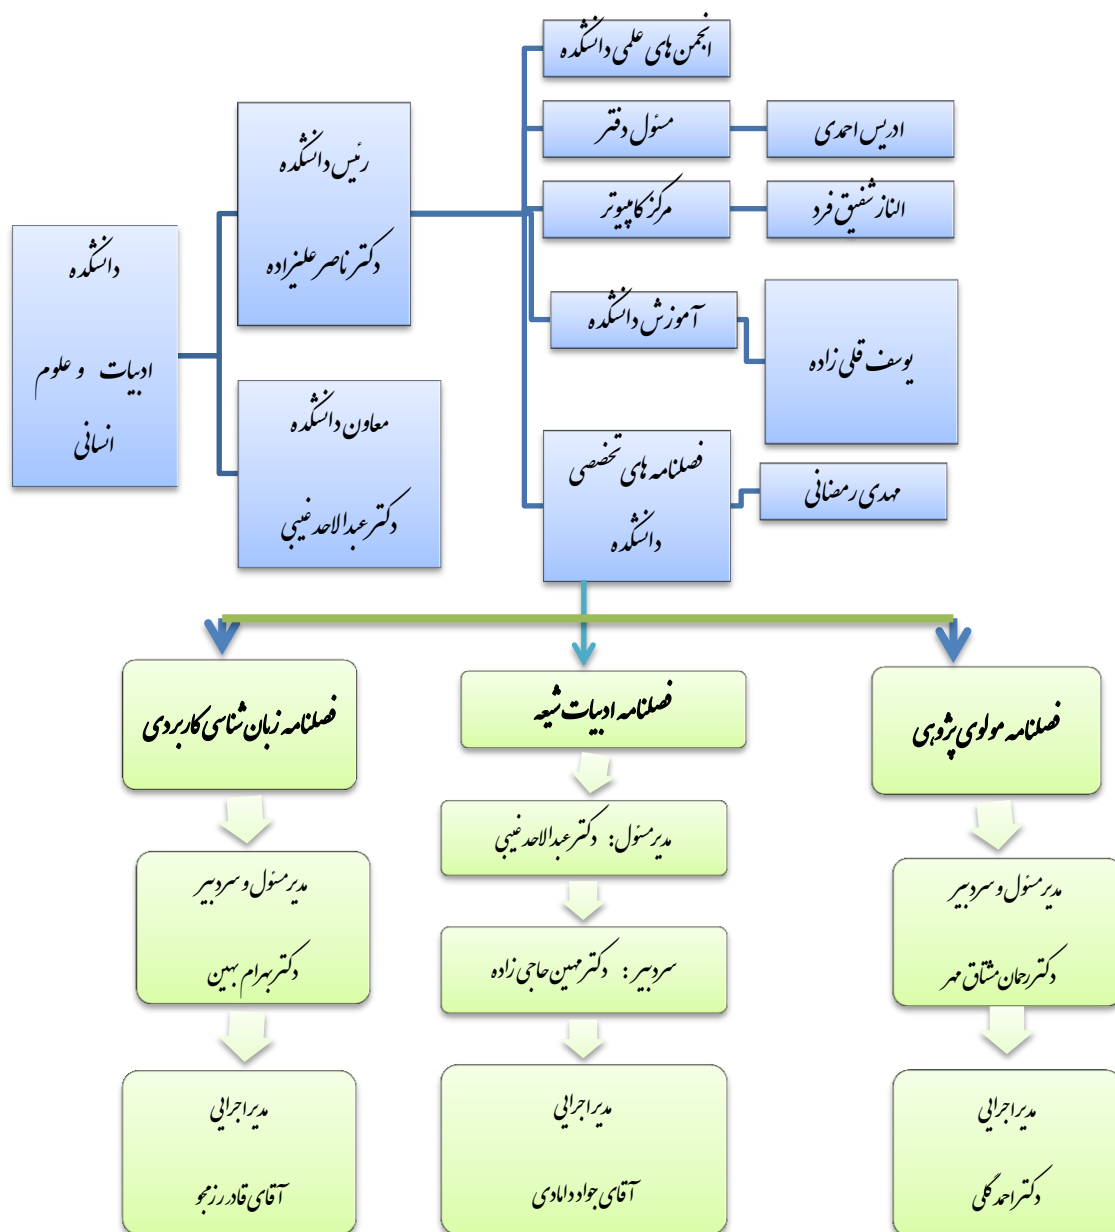 انجمن های علمی دانشکده
مسئول دفتر
ادریس احمدی
مرکز کامپیوتر
الناز شفیق فرد
رئیس دانشکده
دکتر ناصر علیزاده
دانشکده
ادبیات و علوم
انسانی
آموزش دانشکده
یوسف قلی زاده
معاون دانشکده
دکتر عبدالاحد غیبی
فصلنامه های تخصصی
دانشکده
مهدی رمضانی
فصلنامه مولوی پژوهی
مدیر مسئول و سردبیر
دکتر رحمان مشتاق مهر
مدیر اجرایی
دکتر احمد گلی
فصلنامه ادبیات شیعه
مدیر مسئول: دکتر عبدالاحد غیبی
سردبیر: دکتر مهین حاجی زاده
مدیر اجرایی
آقای جواد دامادی
فصلنامه زبان شناسی کاربردی
مدیر مسئول و سردبیر
دکتر بهرام بهین
مدیر اجرایی
آقای قادر رزمجو